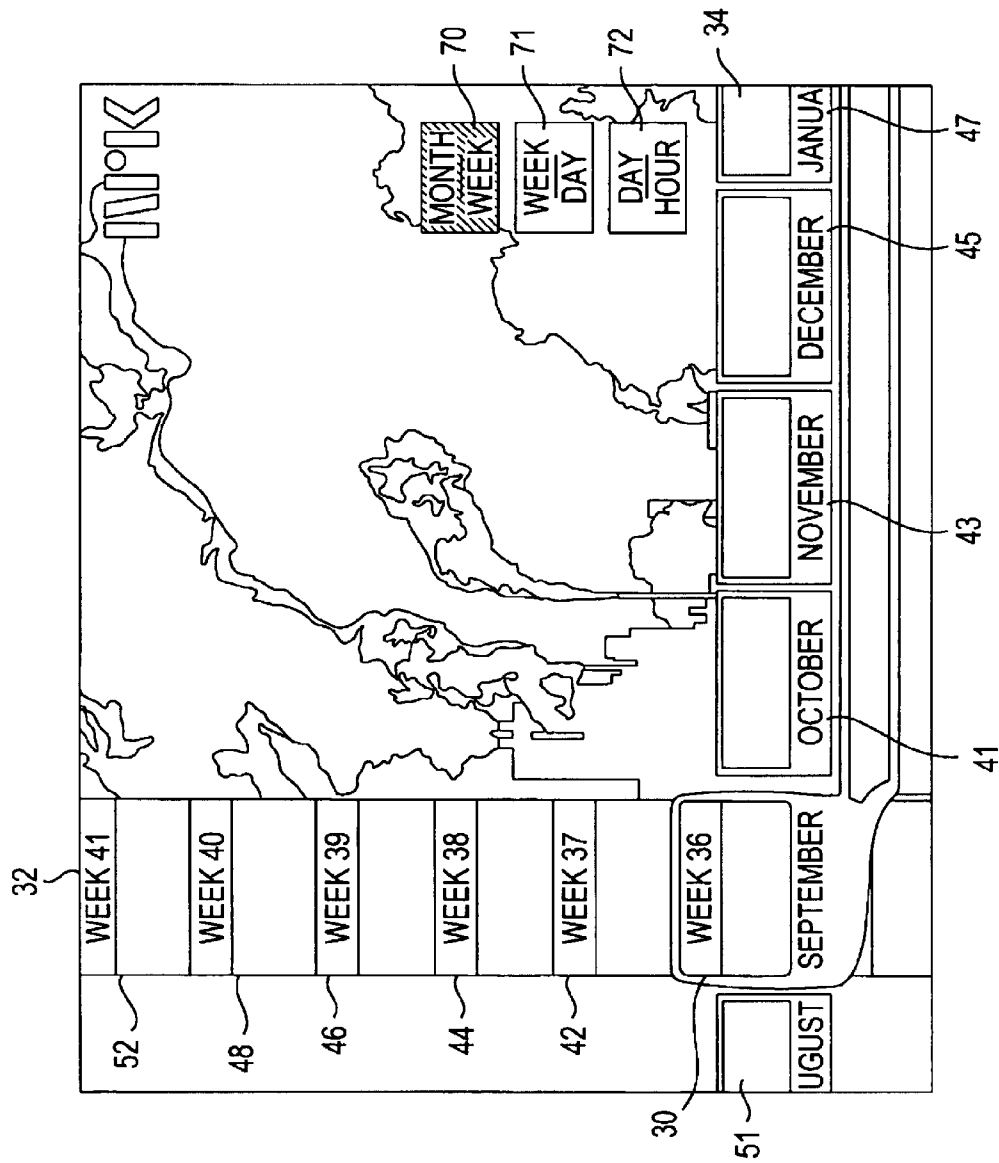 32
WEEK 41
52
WEEK 40
48
WEEK 39
46
WEEK 38
44
WEEK 37
42
WEEK 36
30
MONTH
WEEK
70
WEEK
DAY
71
DAY
HOUR
72
34
51
UGUST SEPTEMBER OCTOBER NOVEMBER DECEMBER JANUA
41 43 45 47